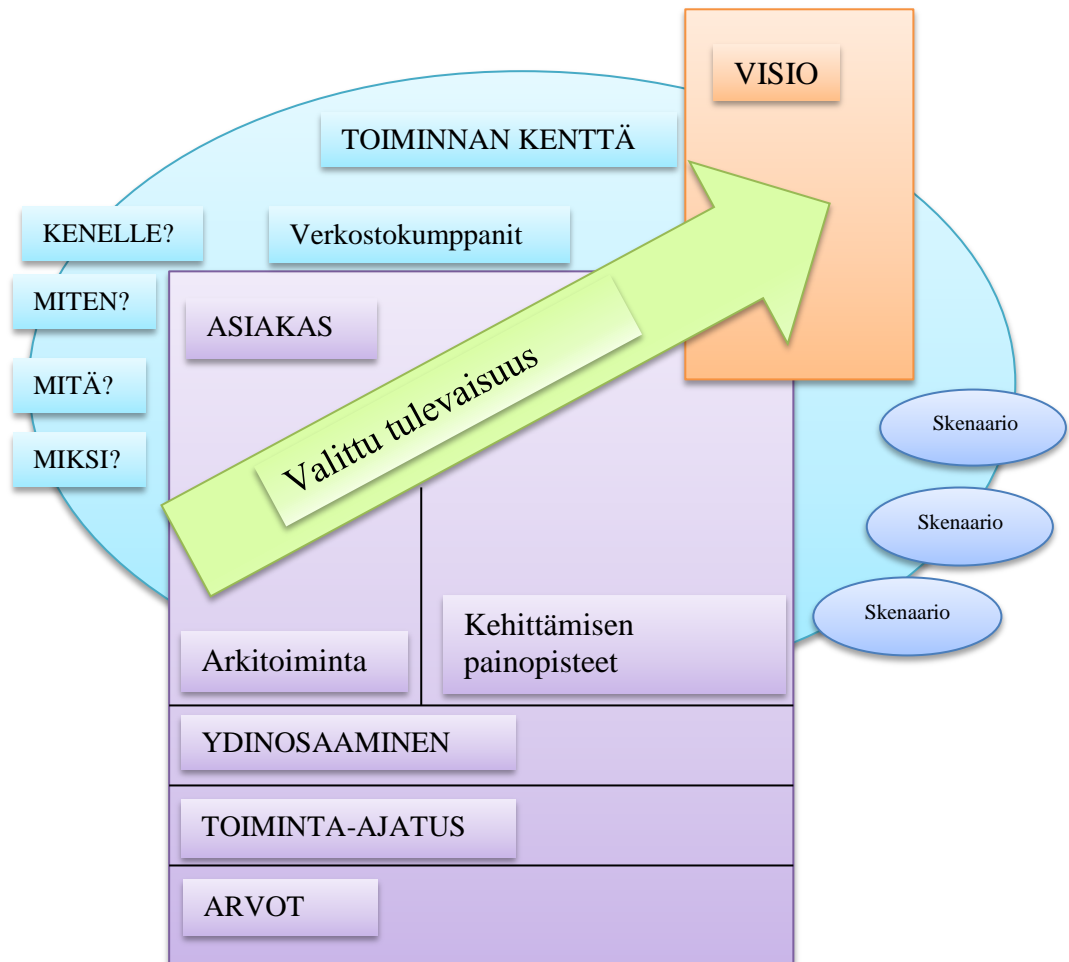 VISIO
TOIMINNAN KENTTÄ
KENELLE?
Verkostokumppanit
MITEN?
ASIAKAS
MITÄ?
MIKSI?
Valittu tulevaisuus
Skenaario
Skenaario
Skenaario
Arkitoiminta
Kehittämisen
painopisteet
YDINOSAAMINEN
TOIMINTA-AJATUS
ARVOT